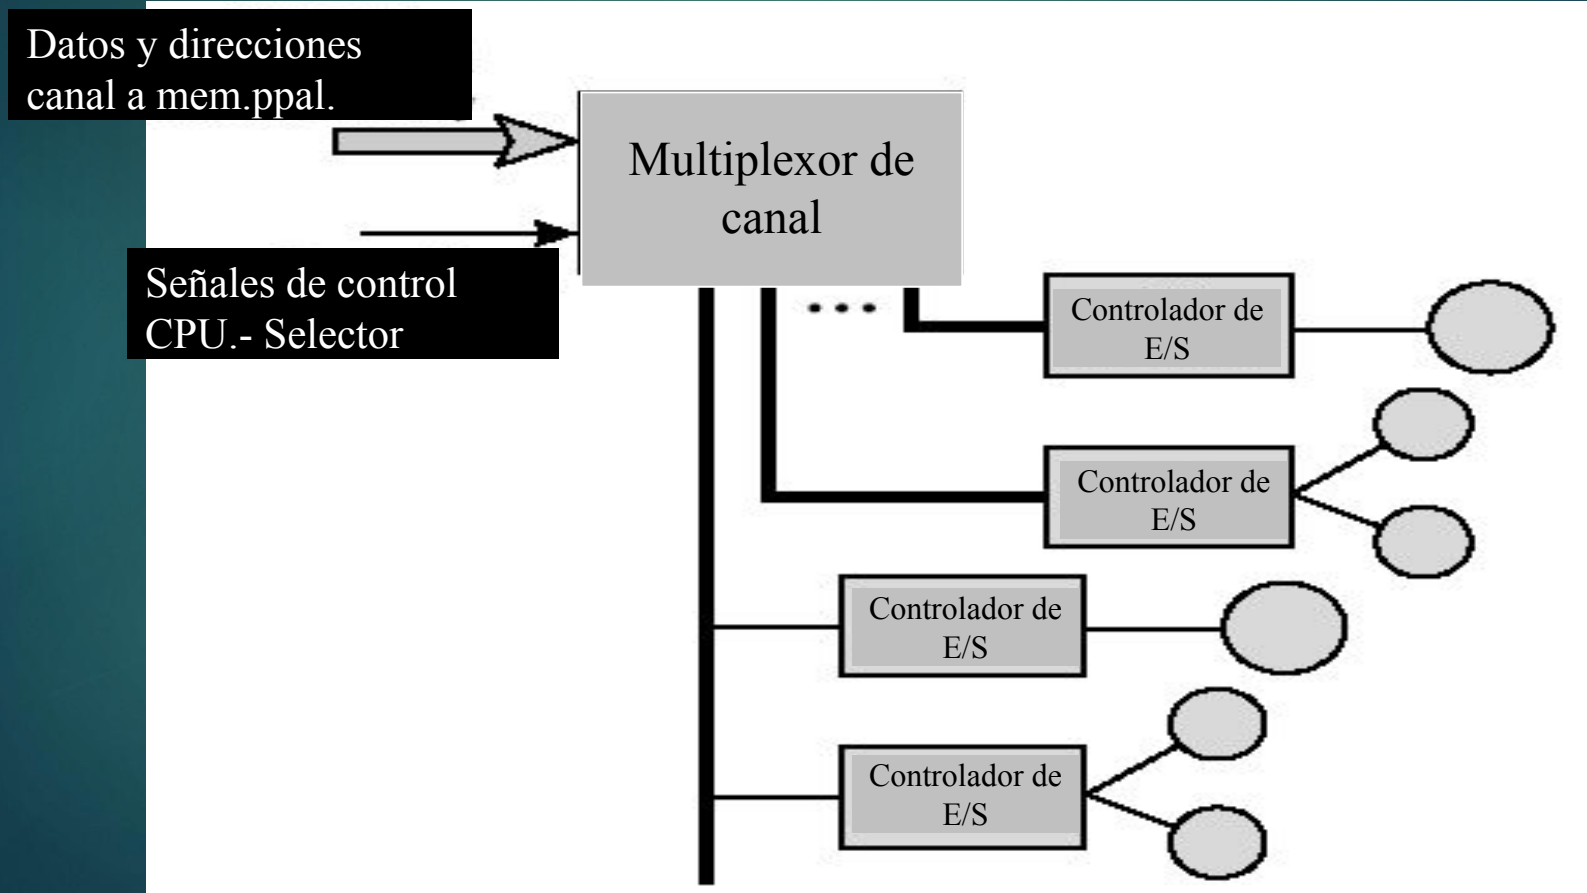 Datos y direcciones
canal a mem.ppal.
Multiplexor de
canal
Señales de control
CPU.- Selector
Controlador de
E/S
Controlador de
E/S
Controlador de
E/S
Controlador de
E/S